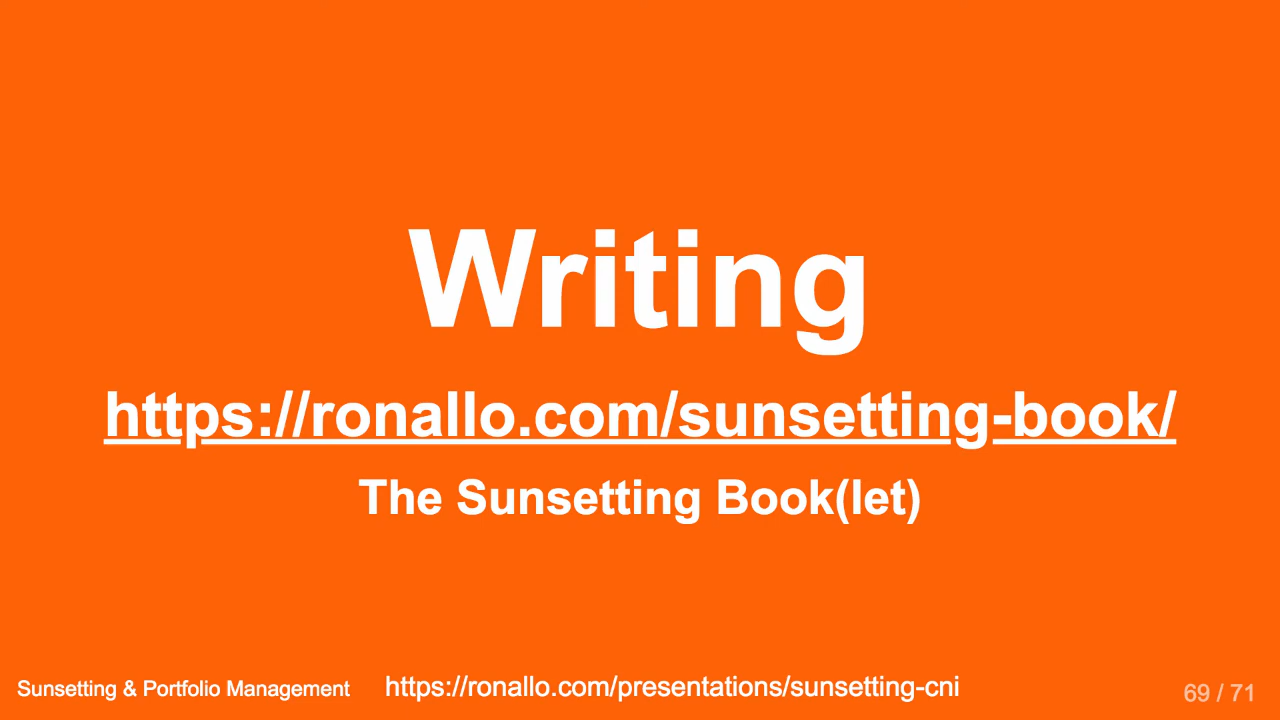 Writing
https://ronallo.com/sunsetting-book/
The Sunsetting Book(let)
Sunsetting & Portfolio Management https://ronallo.com/presentations/sunsetting-cni 69 / 71